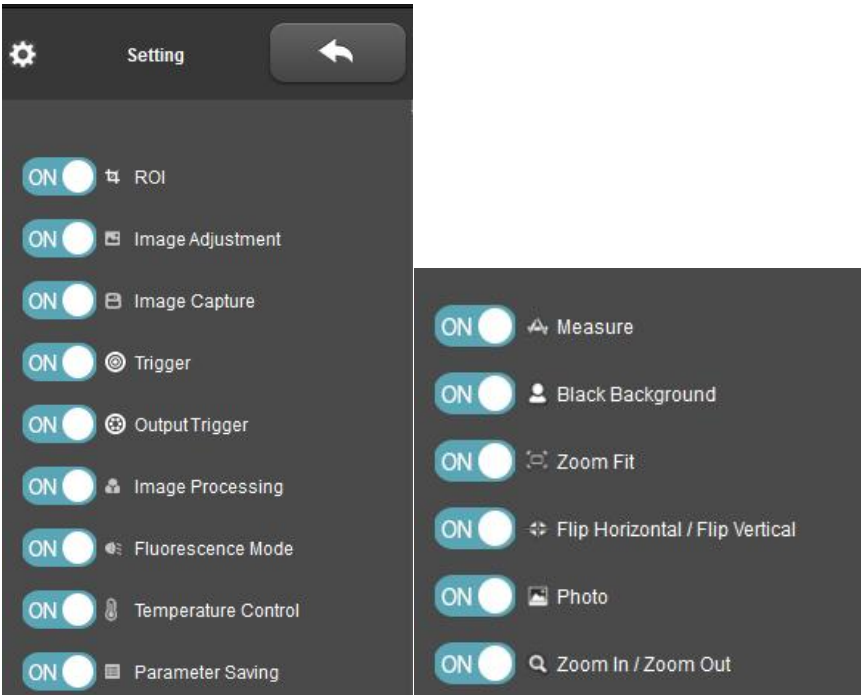 Setting
ON ROI
ON Image Adjustment
ON Image Capture
ON Trigger
ON Output Trigger
ON Image Processing
ON Fluorescence Mode
ON Temperature Control
ON Parameter Saving
ON Measure
ON Black Background
ON Zoom Fit
ON Flip Horizontal / Flip Vertical
ON Photo
ON Zoom In / Zoom Out